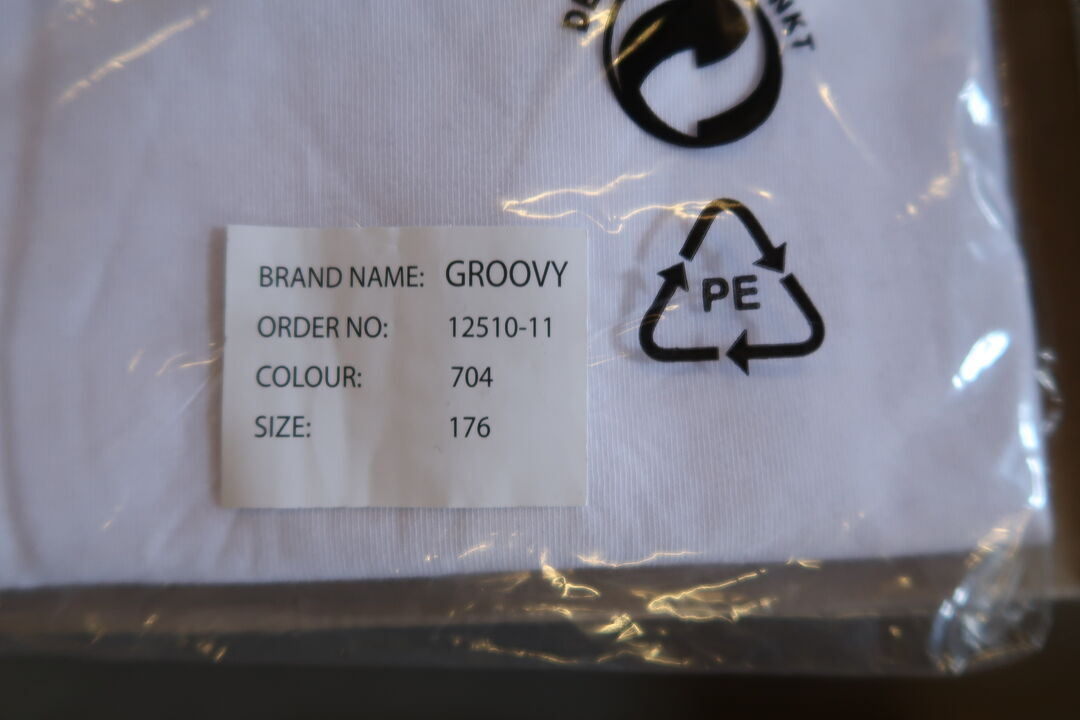 BRAND NAME: GROOVY
ORDER NO: 12510-11
COLOUR: 704
SIZE: 176
PE